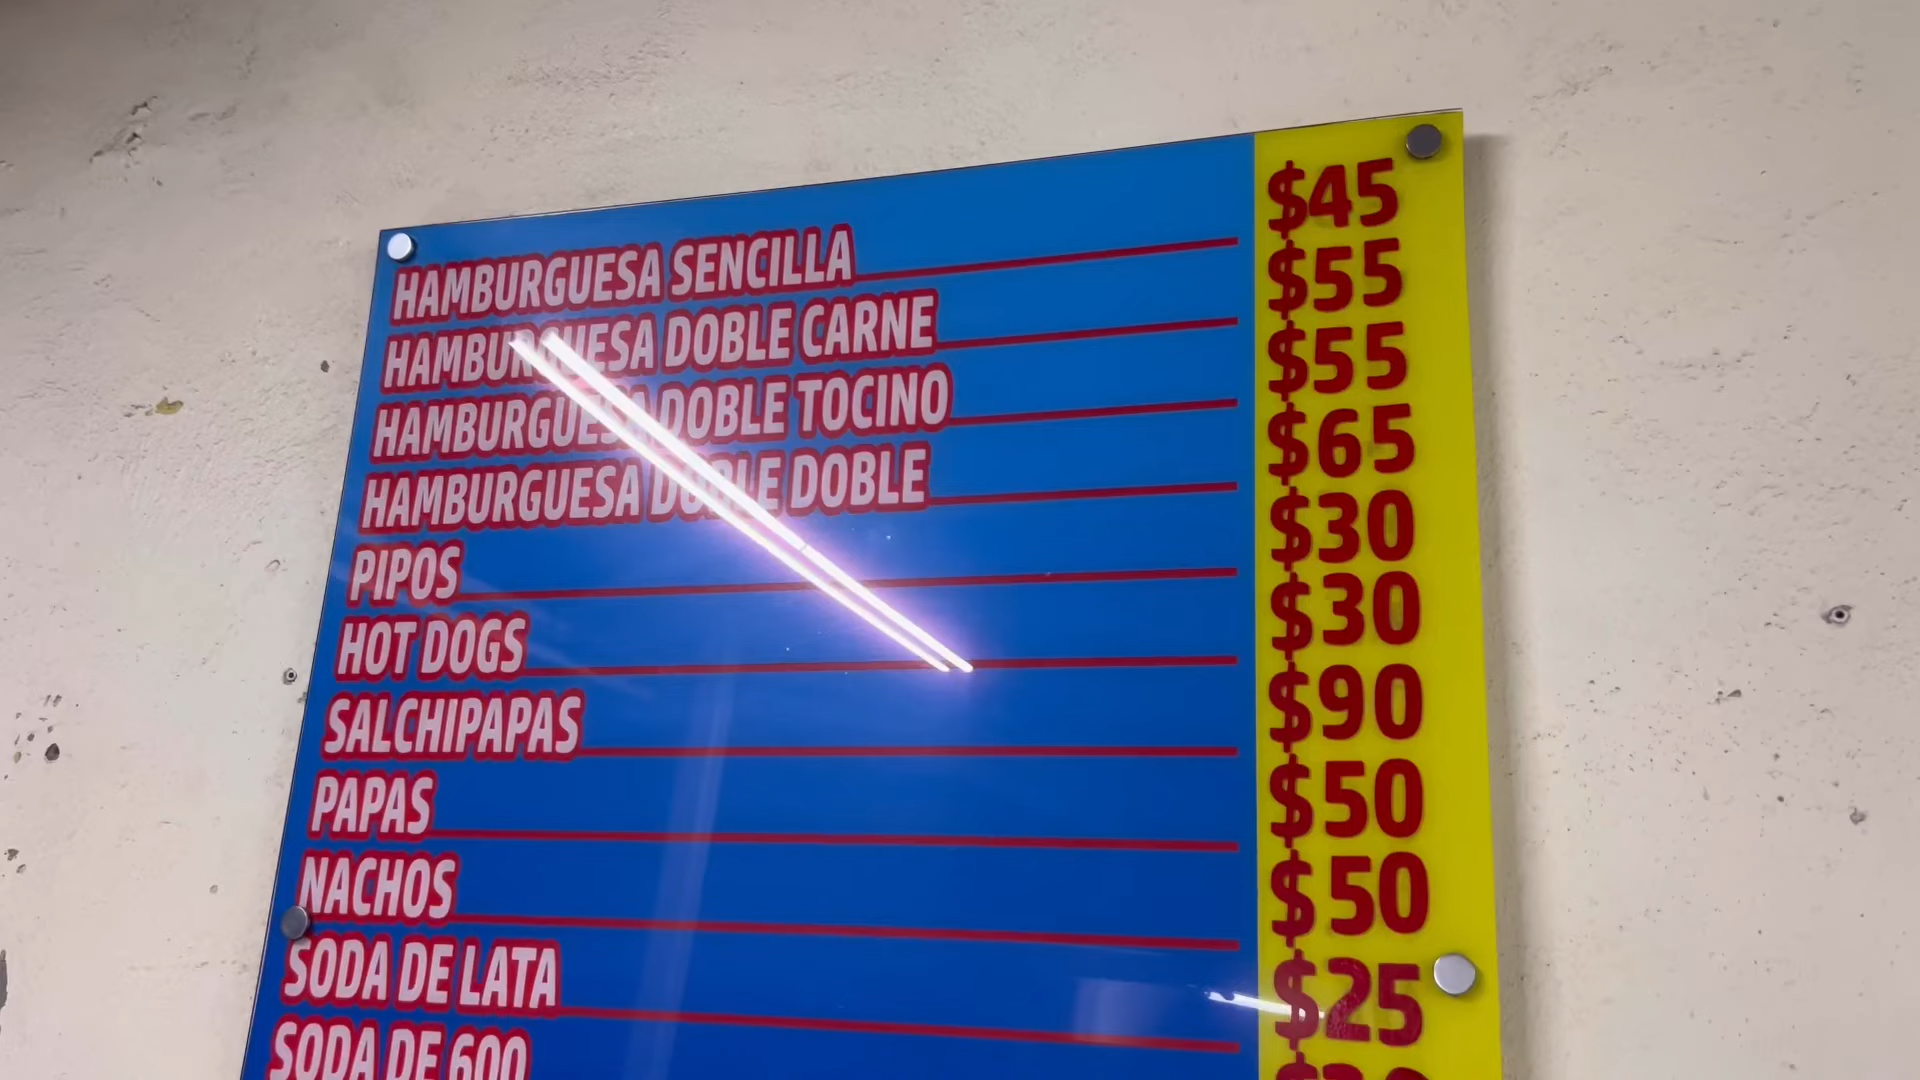 HAMBURGUESA SENCILLA $45
HAMBURGUESA DOBLE CARNE $55
HAMBURGUESA DOBLE TOCINO $55
HAMBURGUESA DOBLE DOBLE $65
PIPOS $30
HOT DOGS $30
SALCHIPAPAS $90
PAPAS $50
NACHOS $50
SODA DE LATA $25
SODA DE 600